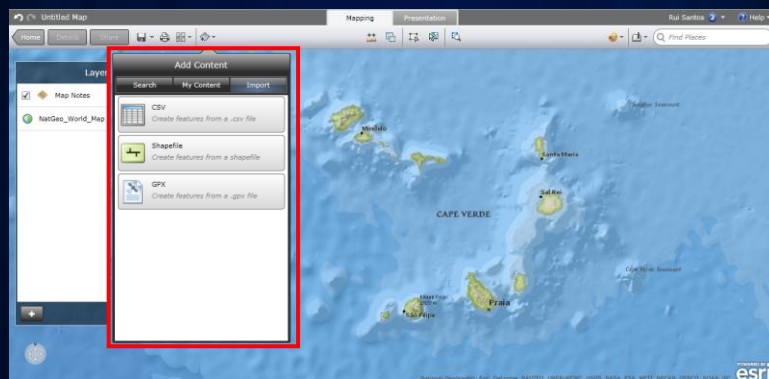 Untitled Map
Mapping
Presentation
Rui Santos
Help
Home
Details
Share
Find Places
Layer
Map Notes
NatGeo_World_Map
Add Content
Search
My Content
Import
CSV
Create features from a .csv file
Shapefile
Create features from a shapefile
GPX
Create features from a .gpx file
Mindelo
Santa Maria
Sal Rei
CAPE VERDE
Praia
São Filipe
POWERED BY
esri